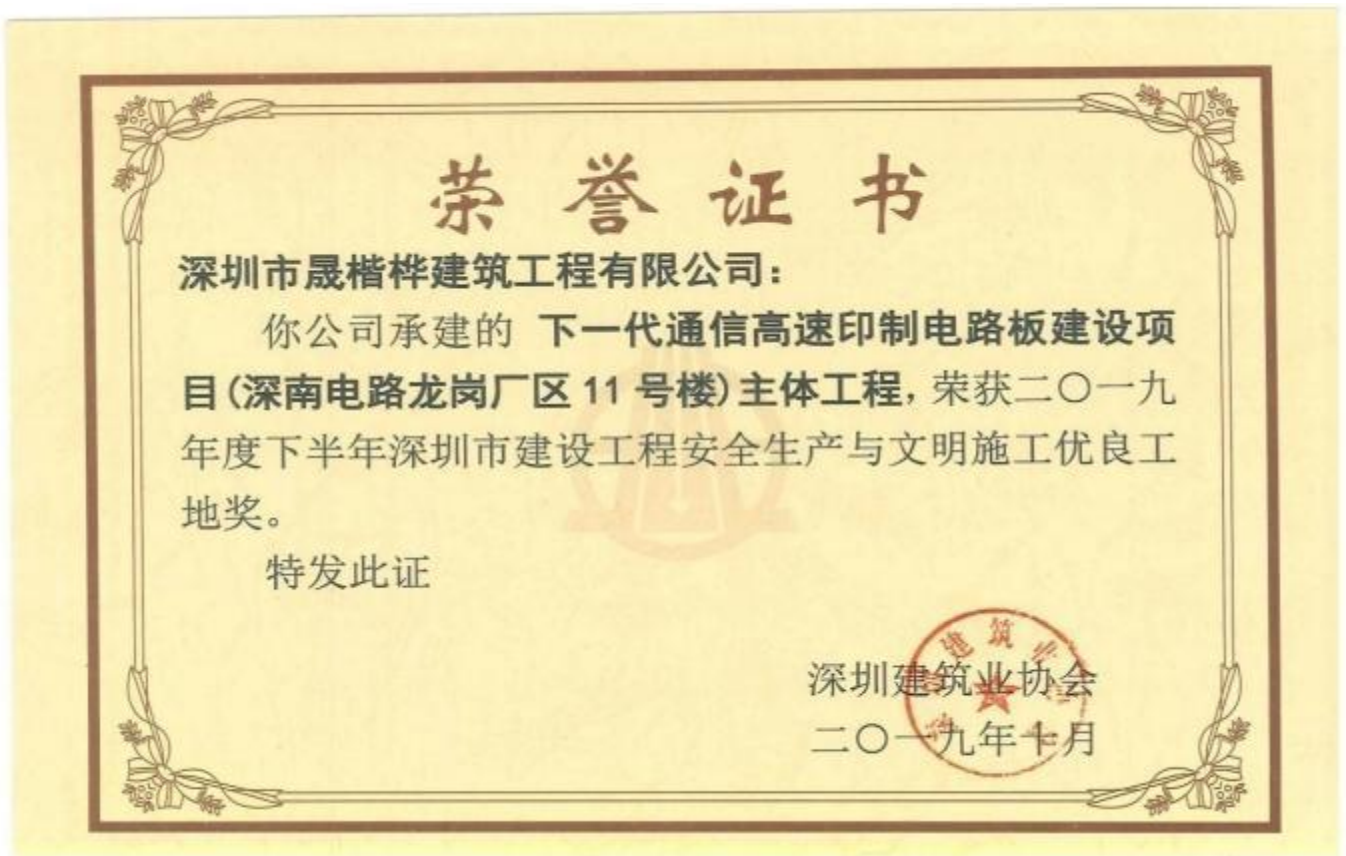 荣誉证书
深圳市晟楷桦建筑工程有限公司：
你公司承建的 下一代通信高速印制电路板建设项
目(深南电路龙岗厂区 11 号楼)主体工程，荣获二〇一九
年度下半年深圳市建设工程安全生产与文明施工优良工
地奖。
特发此证
深圳建筑业协会
二〇一九年十月